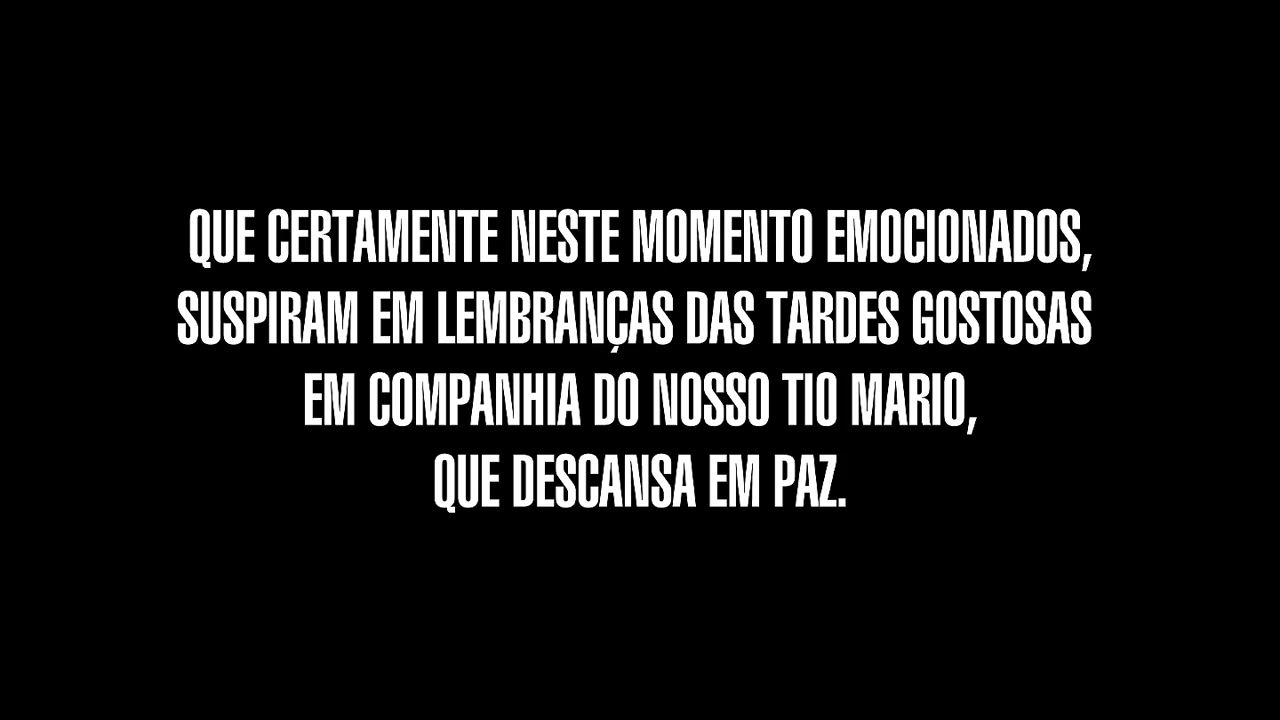 QUE CERTAMENTE NESTE MOMENTO EMOCIONADOS,
SUSPIRAM EM LEMBRANÇAS DAS TARDES GOSTOSAS
EM COMPANHIA DO NOSSO TIO MARIO,
QUE DESCANSA EM PAZ.